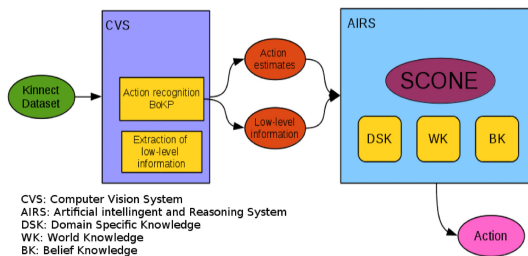 CVS
AIRS
Kinnect
Dataset
Action recognition
BoKP
Extraction of
low-level
information
Action
estimates
Low-level
information
SCONE
DSK
WK
BK
Action
CVS: Computer Vision System
AIRS: Artificial intellingent and Reasoning System
DSK: Domain Specific Knowledge
WK: World Knowledge
BK: Belief Knowledge